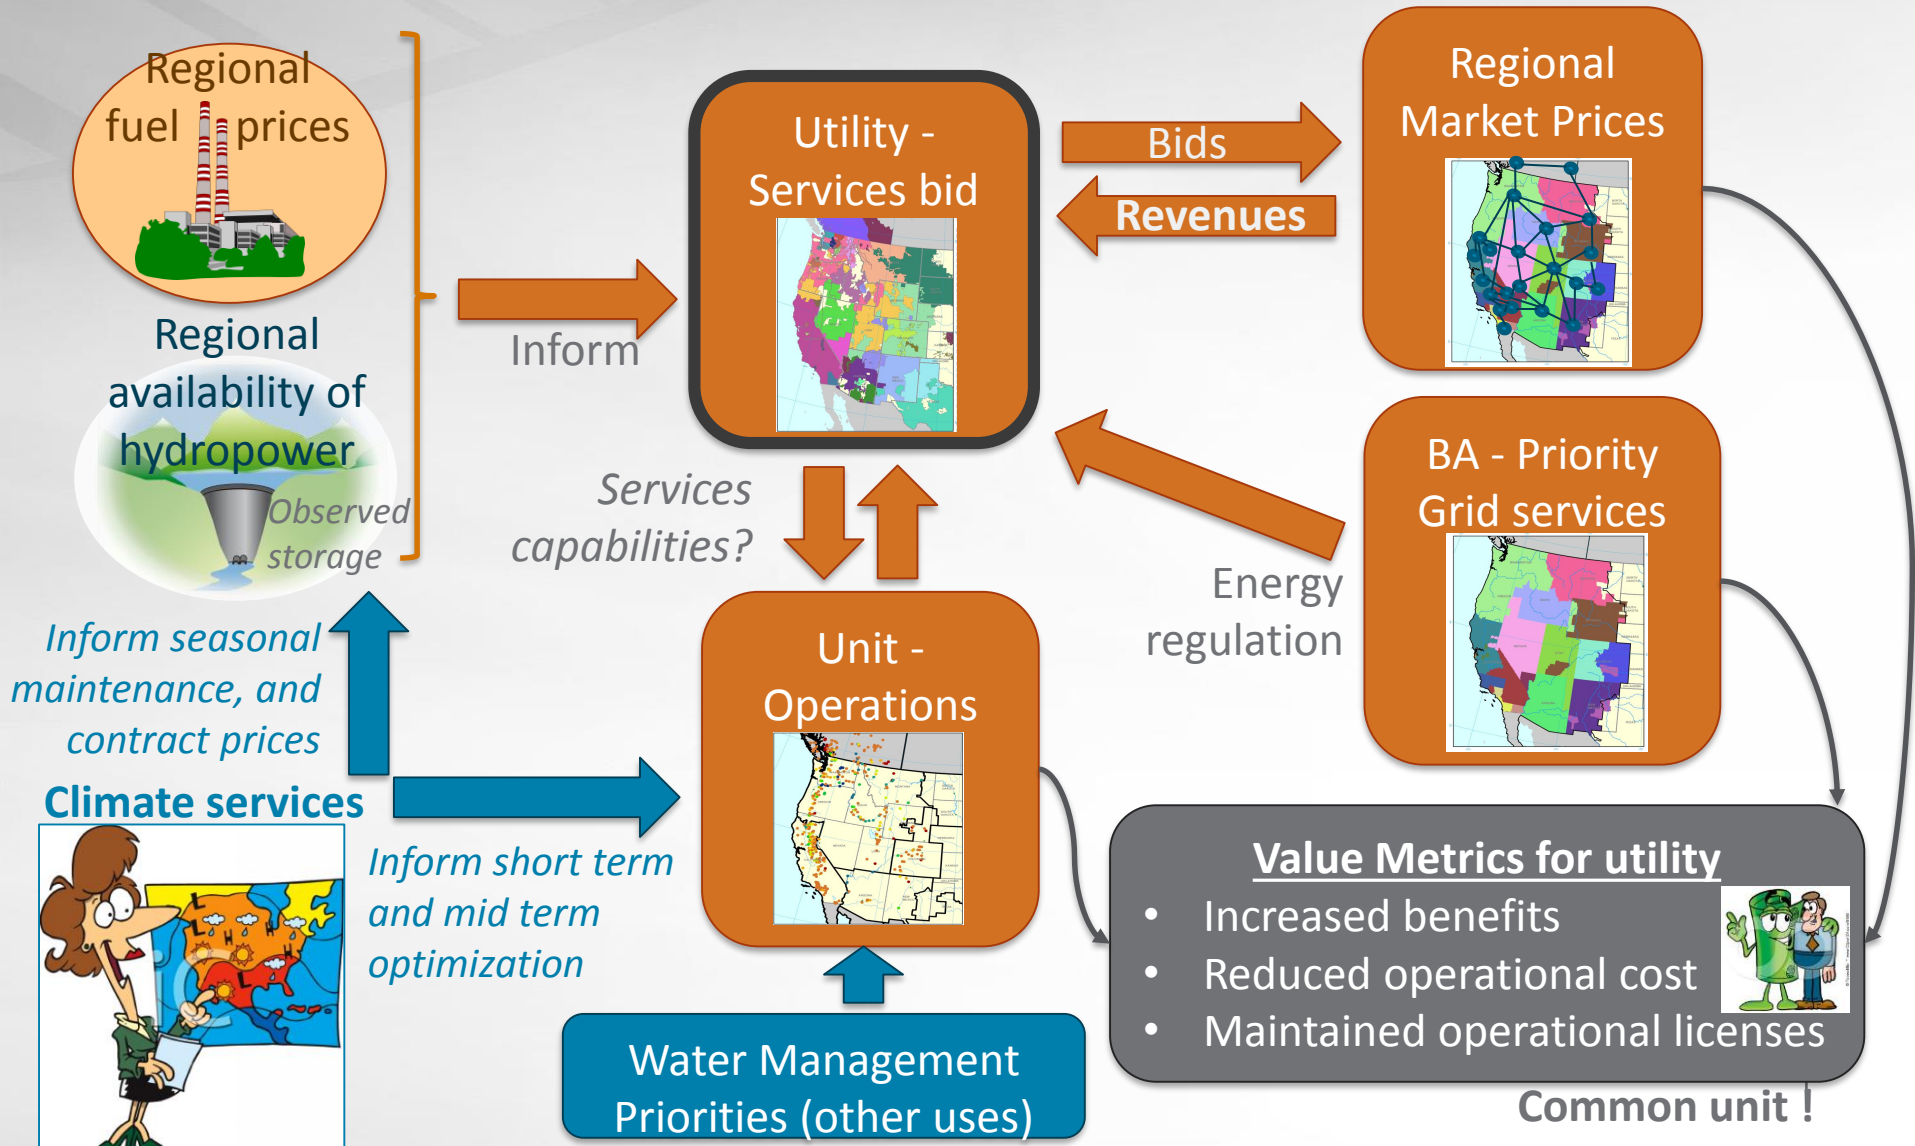 Regional
fuel prices
Regional
availability of
hydropower
Observed
storage
Inform
Utility -
Services bid
Bids
Revenues
Regional
Market Prices
Services
capabilities?
Energy
regulation
BA - Priority
Grid services
Inform seasonal
maintenance, and
contract prices
Climate services
Inform short term
and mid term
optimization
L
L H H H
L
Unit -
Operations
Water Management
Priorities (other uses)
Value Metrics for utility
• Increased benefits
• Reduced operational cost
• Maintained operational licenses
Common unit !